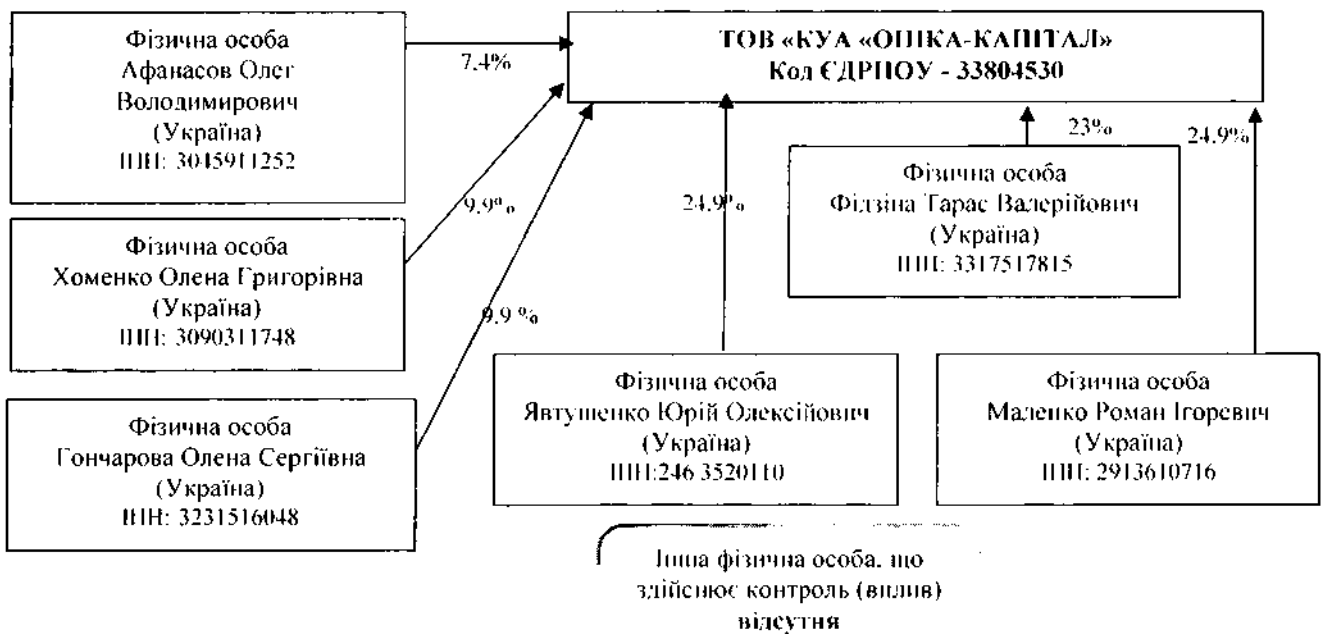 Фізична особа
Афанасов Олег
Володимирович
(Україна)
ІПН: 3045911252
7.4%
ТОВ «КУА «ОПІКА-КАПІТАЛ»
Код ЄДРПОУ - 33804530
Фізична особа
Хоменко Олена Григорівна
(Україна)
ІПН: 3090311748
9.9%
Фізична особа
Гончарова Олена Сергіївна
(Україна)
ІПН: 3231516048
9.9 %
24.9%
Фізична особа
Явтушенко Юрій Олексійович
(Україна)
ІПН:246 3520110
23%
Фізична особа
Фідзіна Тарас Валерійович
(Україна)
ІПН: 3317517815
24.9%
Фізична особа
Маленко Роман Ігоревич
(Україна)
ІПН: 2913610716
Інша фізична особа, що
здійснює контроль (вплив)
відсутня